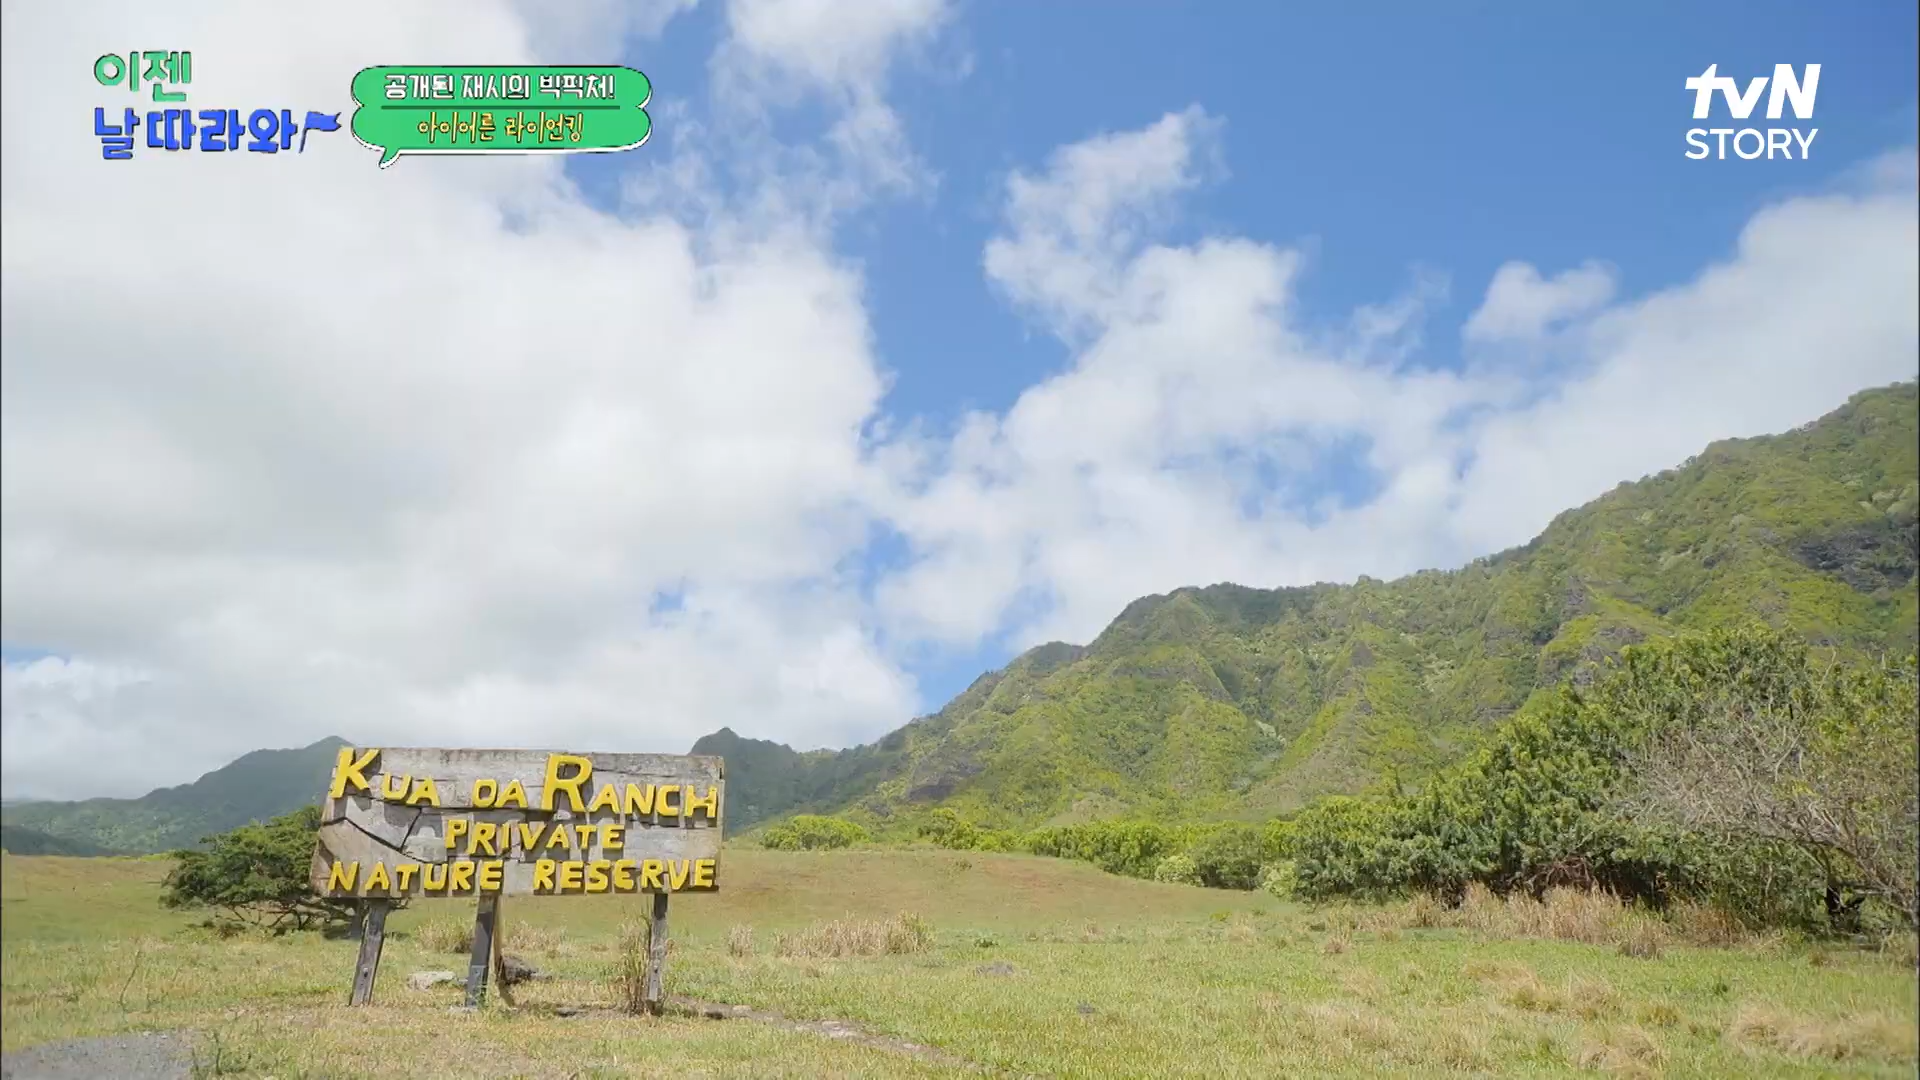 이젠
날 따라와
공개된 재시의 빅픽처!
아이어른 라이언킹
tvN
STORY
KUA OA RANCH
PRIVATE
NATURE RESERVE